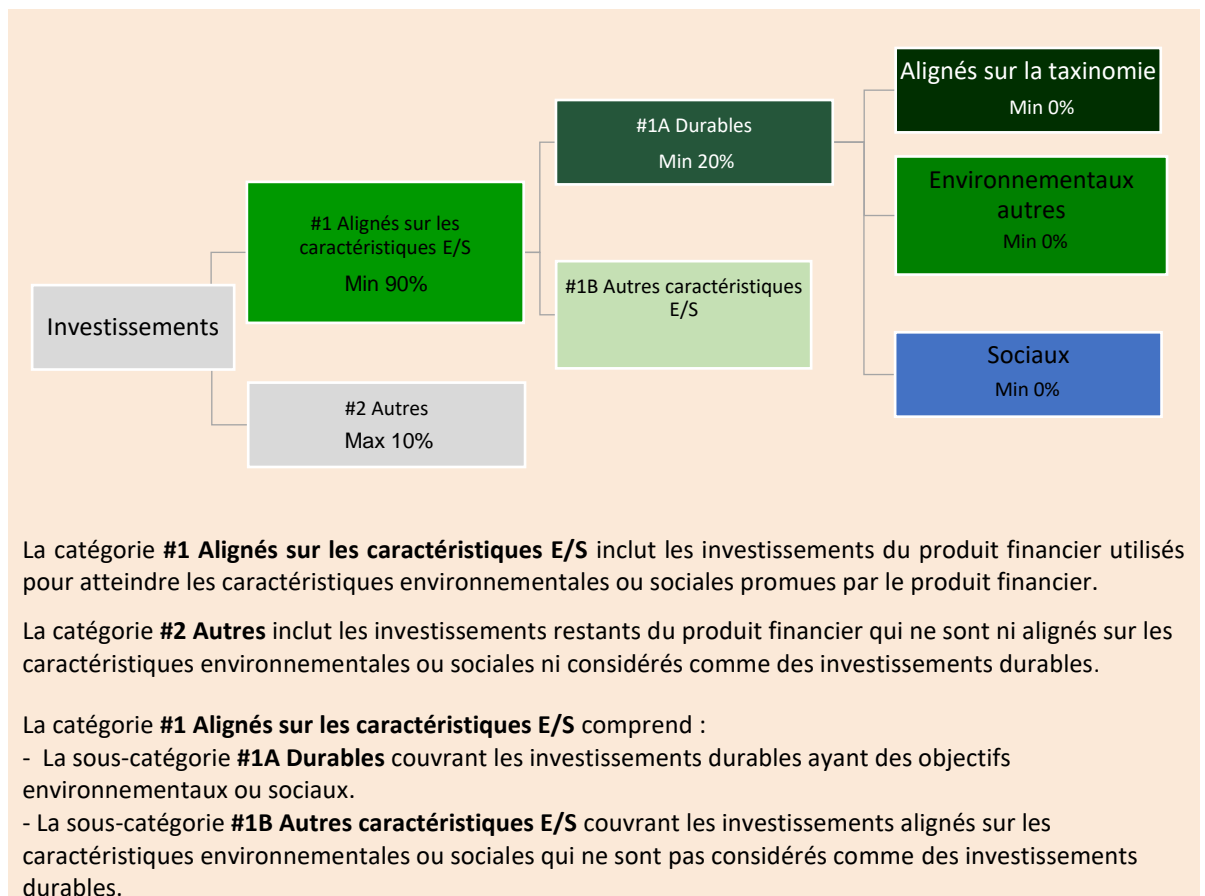 Investissements
#1 Alignés sur les
caractéristiques E/S
Min 90%
#2 Autres
Max 10%
#1A Durables
Min 20%
#1B Autres caractéristiques
E/S
Alignés sur la taxinomie
Min 0%
Environnementaux
autres
Min 0%
Sociaux
Min 0%
La catégorie #1 Alignés sur les caractéristiques E/S inclut les investissements du produit financier utilisés
pour atteindre les caractéristiques environnementales ou sociales promues par le produit financier.
La catégorie #2 Autres inclut les investissements restants du produit financier qui ne sont ni alignés sur les
caractéristiques environnementales ou sociales ni considérés comme des investissements durables.
La catégorie #1 Alignés sur les caractéristiques E/S comprend :
- La sous-catégorie #1A Durables couvrant les investissements durables ayant des objectifs
environnementaux ou sociaux.
- La sous-catégorie #1B Autres caractéristiques E/S couvrant les investissements alignés sur les
caractéristiques environnementales ou sociales qui ne sont pas considérés comme des investissements
durables.